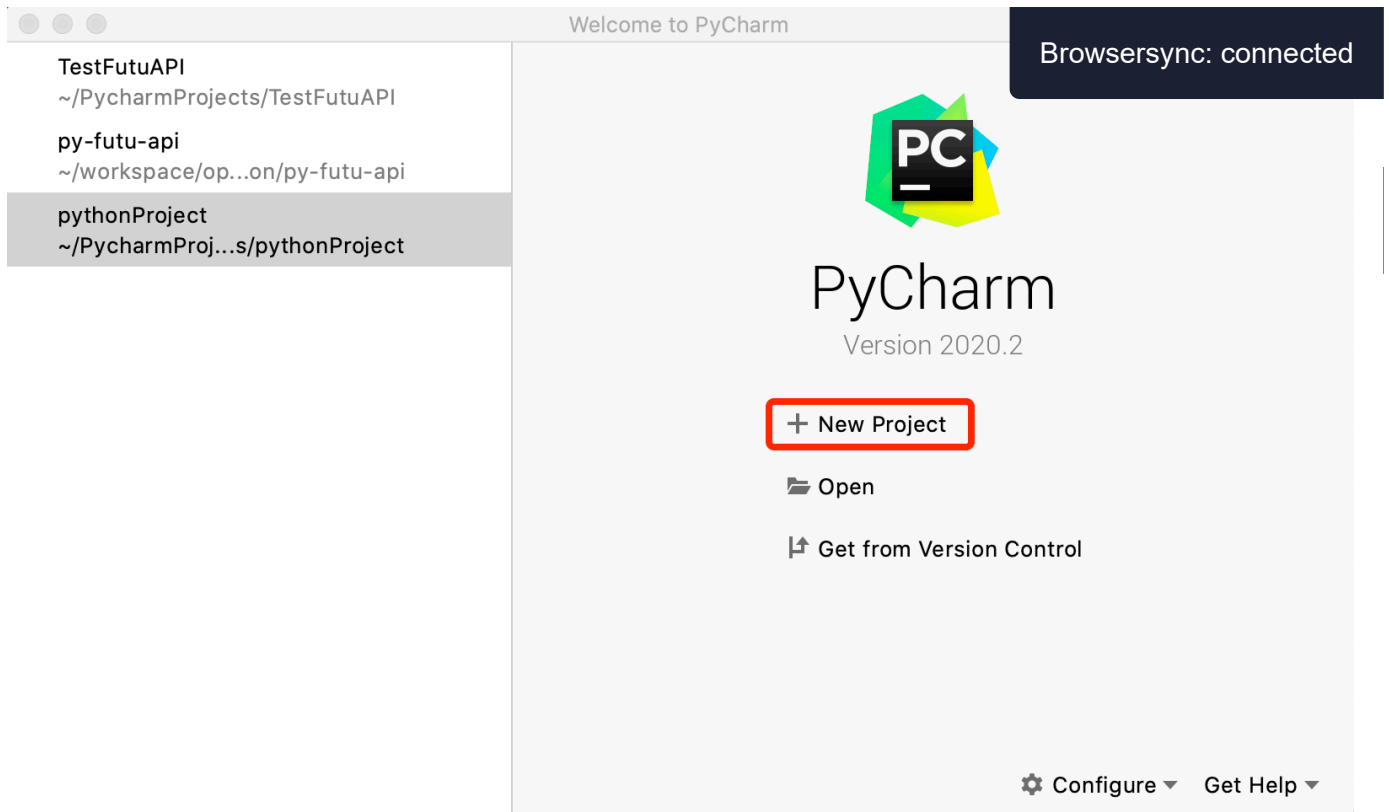 Welcome to PyCharm
Browsersync: connected
TestFutuAPI
~/PycharmProjects/TestFutuAPI
py-futu-api
~/workspace/op...on/py-futu-api
pythonProject
~/PycharmProj...s/pythonProject
PC
PyCharm
Version 2020.2
New Project
Open
Get from Version Control
Configure
Get Help